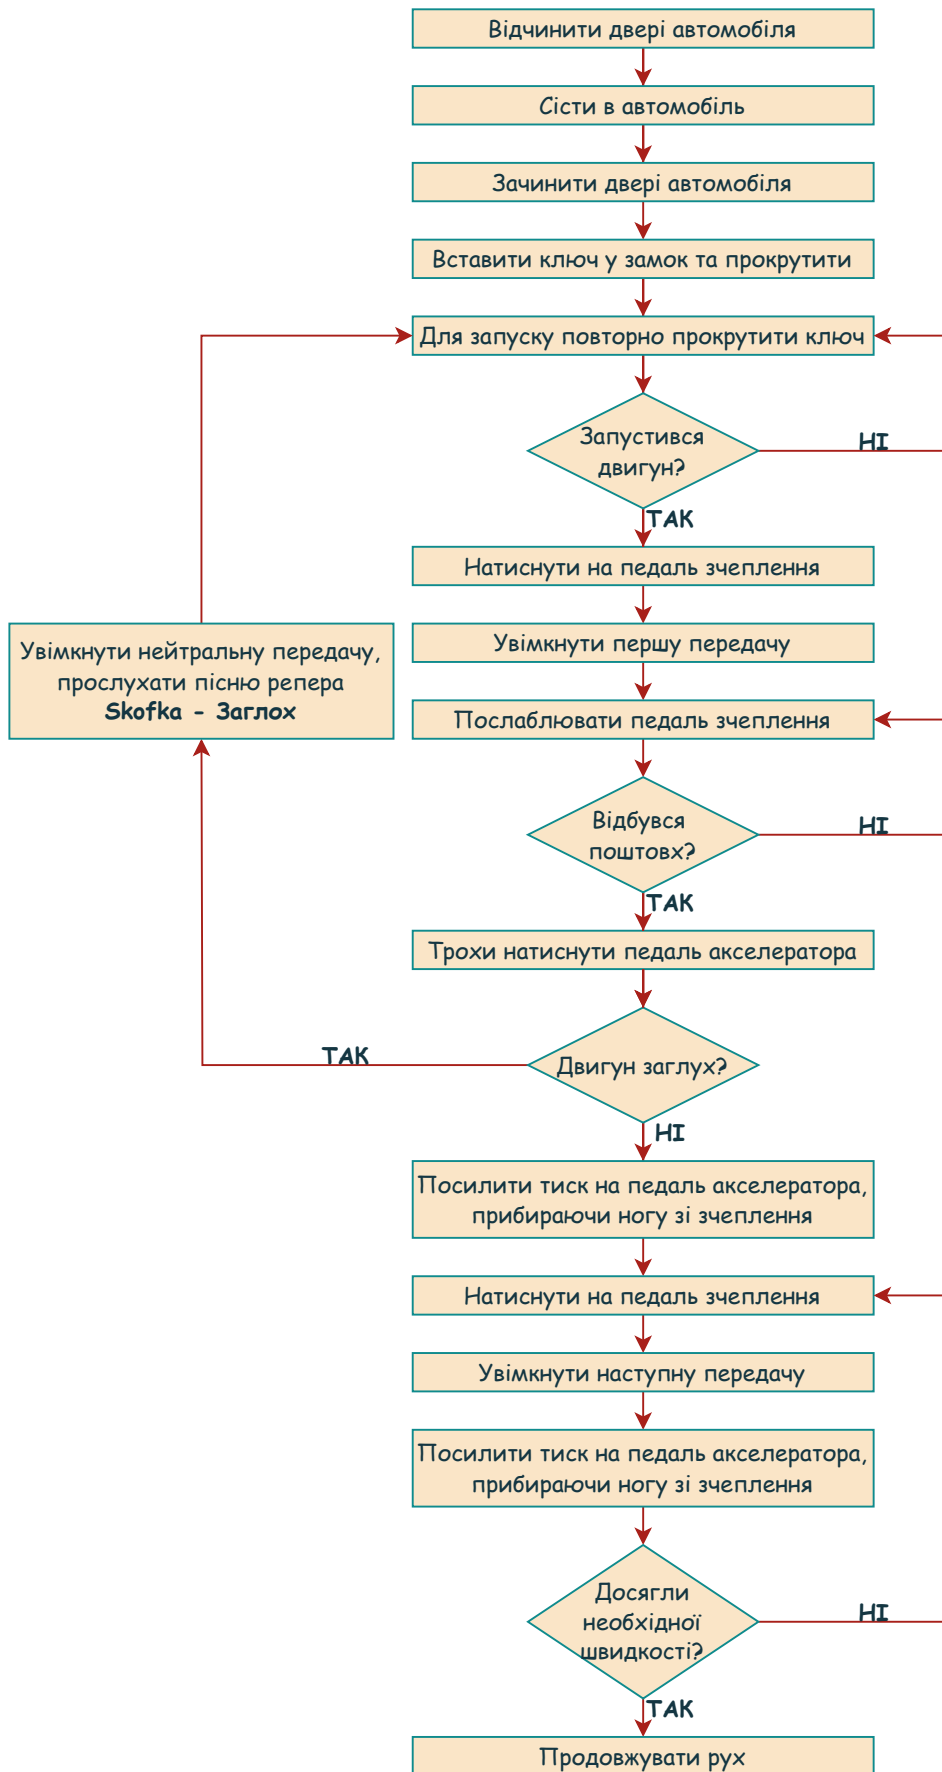 Відчинити двері автомобіля
Сісти в автомобіль
Зачинити двері автомобіля
Вставити ключ у замок та прокрутити
Для запуску повторно прокрутити ключ
Запустився
двигун?
НІ
ТАК
Натиснути на педаль зчеплення
Увімкнути першу передачу
Увімкнути нейтральну передачу,
прослухати пісню репера
Skofka - Заглох
Послаблювати педаль зчеплення
Відбувся
поштовх?
НІ
ТАК
Трохи натиснути педаль акселератора
Двигун заглух?
ТАК
НІ
Посилити тиск на педаль акселератора,
прибираючи ногу зі зчеплення
Натиснути на педаль зчеплення
Увімкнути наступну передачу
Посилити тиск на педаль акселератора,
прибираючи ногу зі зчеплення
Досягли
необхідної
швидкості?
НІ
ТАК
Продовжувати рух